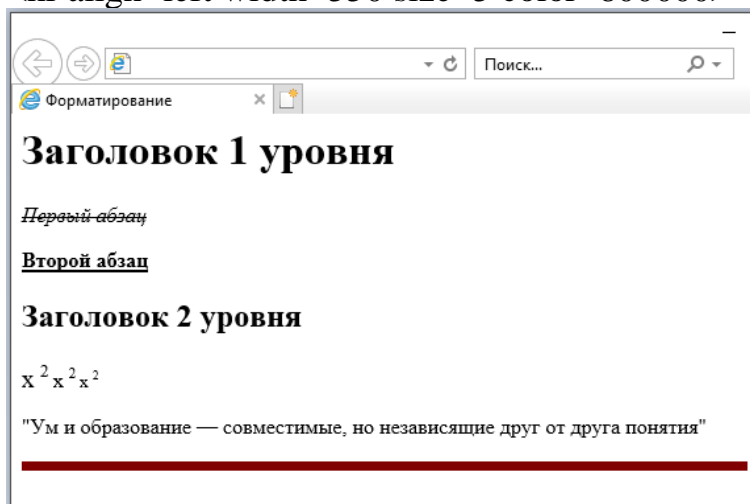 Поиск...
Форматирование
Заголовок 1 уровня
Первый абзац
Второй абзац
Заголовок 2 уровня
x 2 x 2 x 2
"Ум и образование — совместимые, но независящие друг от друга понятия"